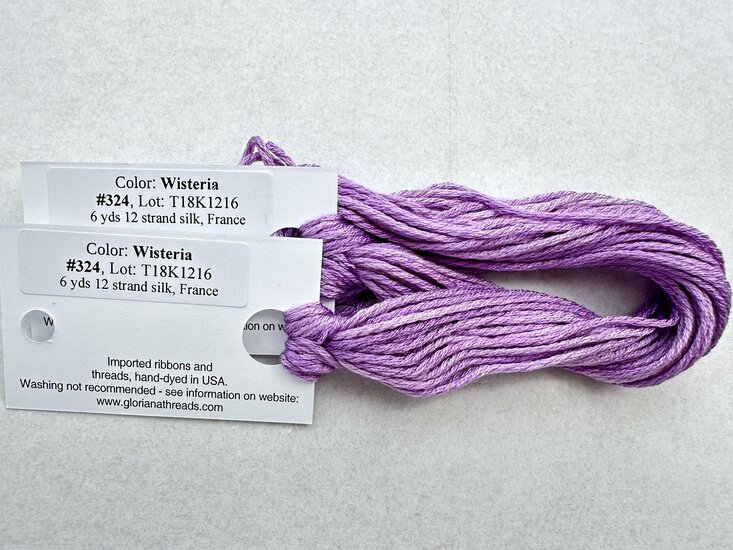 Color: Wisteria
#324, Lot: T18K1216
6 yds 12 strand silk, France
Color: Wisteria
#324, Lot: T18K1216
6 yds 12 strand silk, France
ion on w
Imported ribbons and
threads, hand-dyed in USA.
Washing not recommended - see information on website:
www.glorianathreads.com